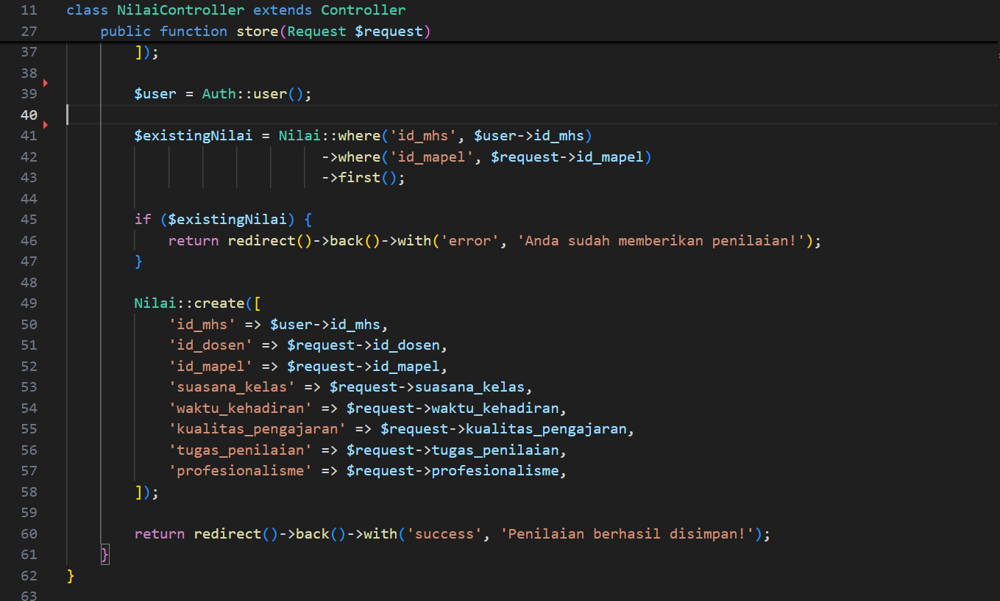 11 class NilaiController extends Controller
27 public function store(Request $request)
37 ]);
38
39 $user = Auth::user();
40
41 $existingNilai = Nilai::where('id_mhs', $user->id_mhs)
42 ->where('id_mapel', $request->id_mapel)
43 ->first();
44
45 if ($existingNilai) {
46 return redirect()->back()->with('error', 'Anda sudah memberikan penilaian!');
47 }
48
49 Nilai::create([
50 'id_mhs' => $user->id_mhs,
51 'id_dosen' => $request->id_dosen,
52 'id_mapel' => $request->id_mapel,
53 'suasana_kelas' => $request->suasana_kelas,
54 'waktu_kehadiran' => $request->waktu_kehadiran,
55 'kualitas_pengajaran' => $request->kualitas_pengajaran,
56 'tugas_penilaian' => $request->tugas_penilaian,
57 'profesionalisme' => $request->profesionalisme,
58 ]);
59
60 return redirect()->back()->with('success', 'Penilaian berhasil disimpan!');
61 }
62 }
63